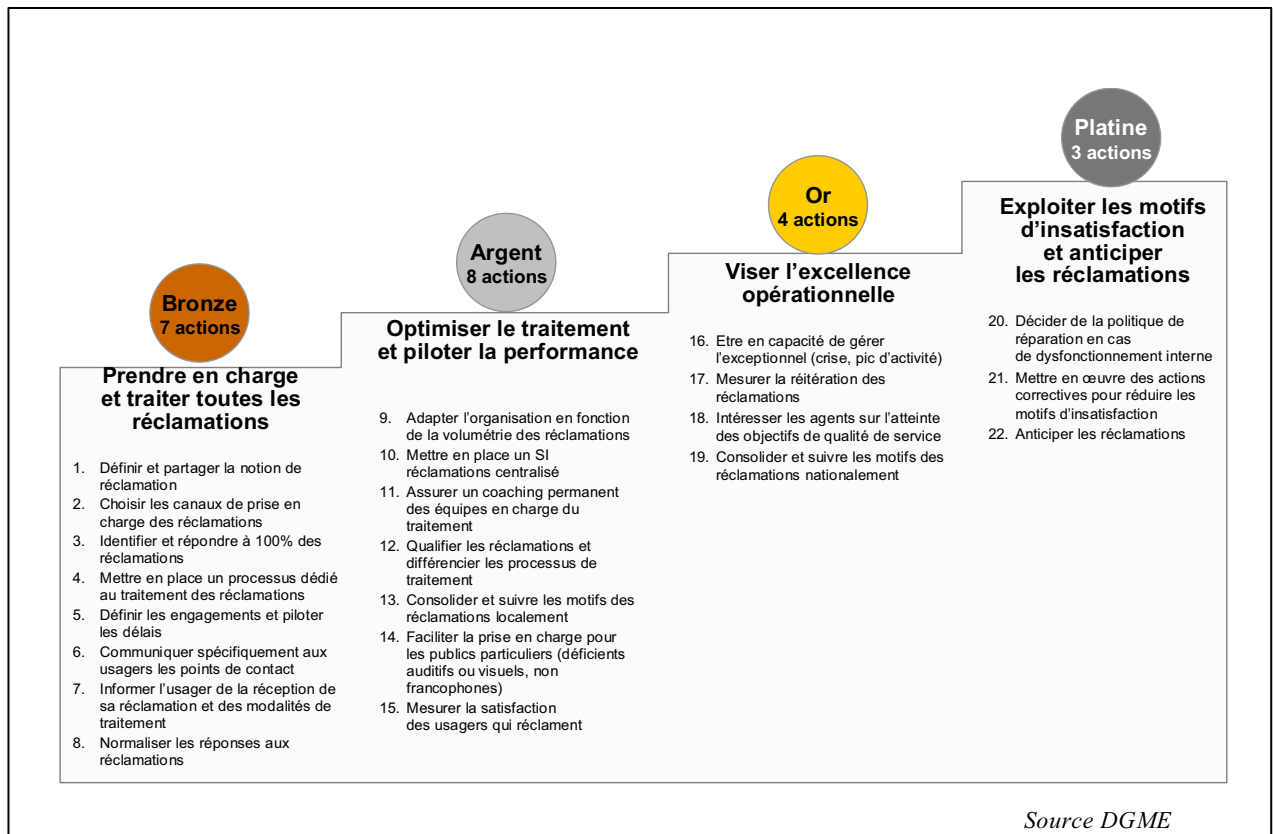 Bronze
7 actions
Prendre en charge
et traiter toutes les
réclamations
1. Définir et partager la notion de
réclamation
2. Choisir les canaux de prise en
charge des réclamations
3. Identifier et répondre à 100% des
réclamations
4. Mettre en place un processus dédié
au traitement des réclamations
5. Définir les engagements et piloter
les délais
6. Communiquer spécifiquement aux
usagers les points de contact
7. Informer l’usager de la réception de
sa réclamation et des modalités de
traitement
8. Normaliser les réponses aux
réclamations
Argent
8 actions
Optimiser le traitement
et piloter la performance
9. Adapter l’organisation en fonction
de la volumétrie des réclamations
10. Mettre en place un SI
réclamations centralisé
11. Assurer un coaching permanent
des équipes en charge du
traitement
12. Qualifier les réclamations et
différencier les processus de
traitement
13. Consolider et suivre les motifs des
réclamations localement
14. Faciliter la prise en charge pour
les publics particuliers (déficients
auditifs ou visuels, non
francophones)
15. Mesurer la satisfaction
des usagers qui réclament
Or
4 actions
Viser l’excellence
opérationnelle
16. Etre en capacité de gérer
l’exceptionnel (crise, pic d’activité)
17. Mesurer la réitération des
réclamations
18. Intéresser les agents sur l’atteinte
des objectifs de qualité de service
19. Consolider et suivre les motifs des
réclamations nationalement
Platine
3 actions
Exploiter les motifs
d’insatisfaction
et anticiper
les réclamations
20. Décider de la politique de
réparation en cas
de dysfonctionnement interne
21. Mettre en œuvre des actions
correctives pour réduire les
motifs d’insatisfaction
22. Anticiper les réclamations
Source DGME